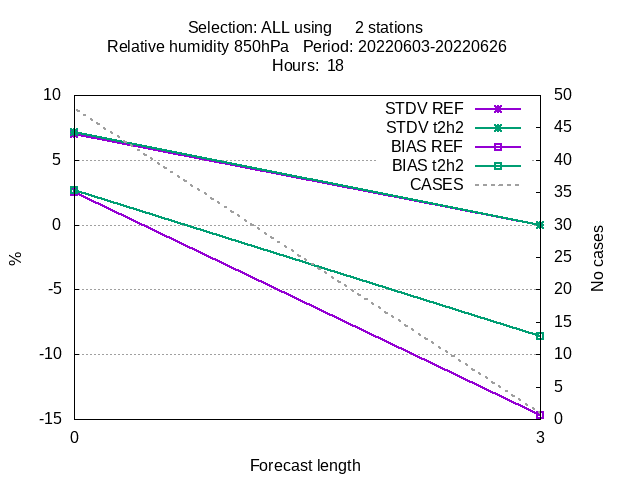 Selection: ALL using 2 stations
Relative humidity 850hPa Period: 20220603-20220626
Hours: 18
10
5
0
-5
-10
-15
%
STDV REF
STDV t2h2
BIAS REF
BIAS t2h2
CASES
50
45
40
35
30
25
20
15
10
5
0
No cases
0 3
Forecast length